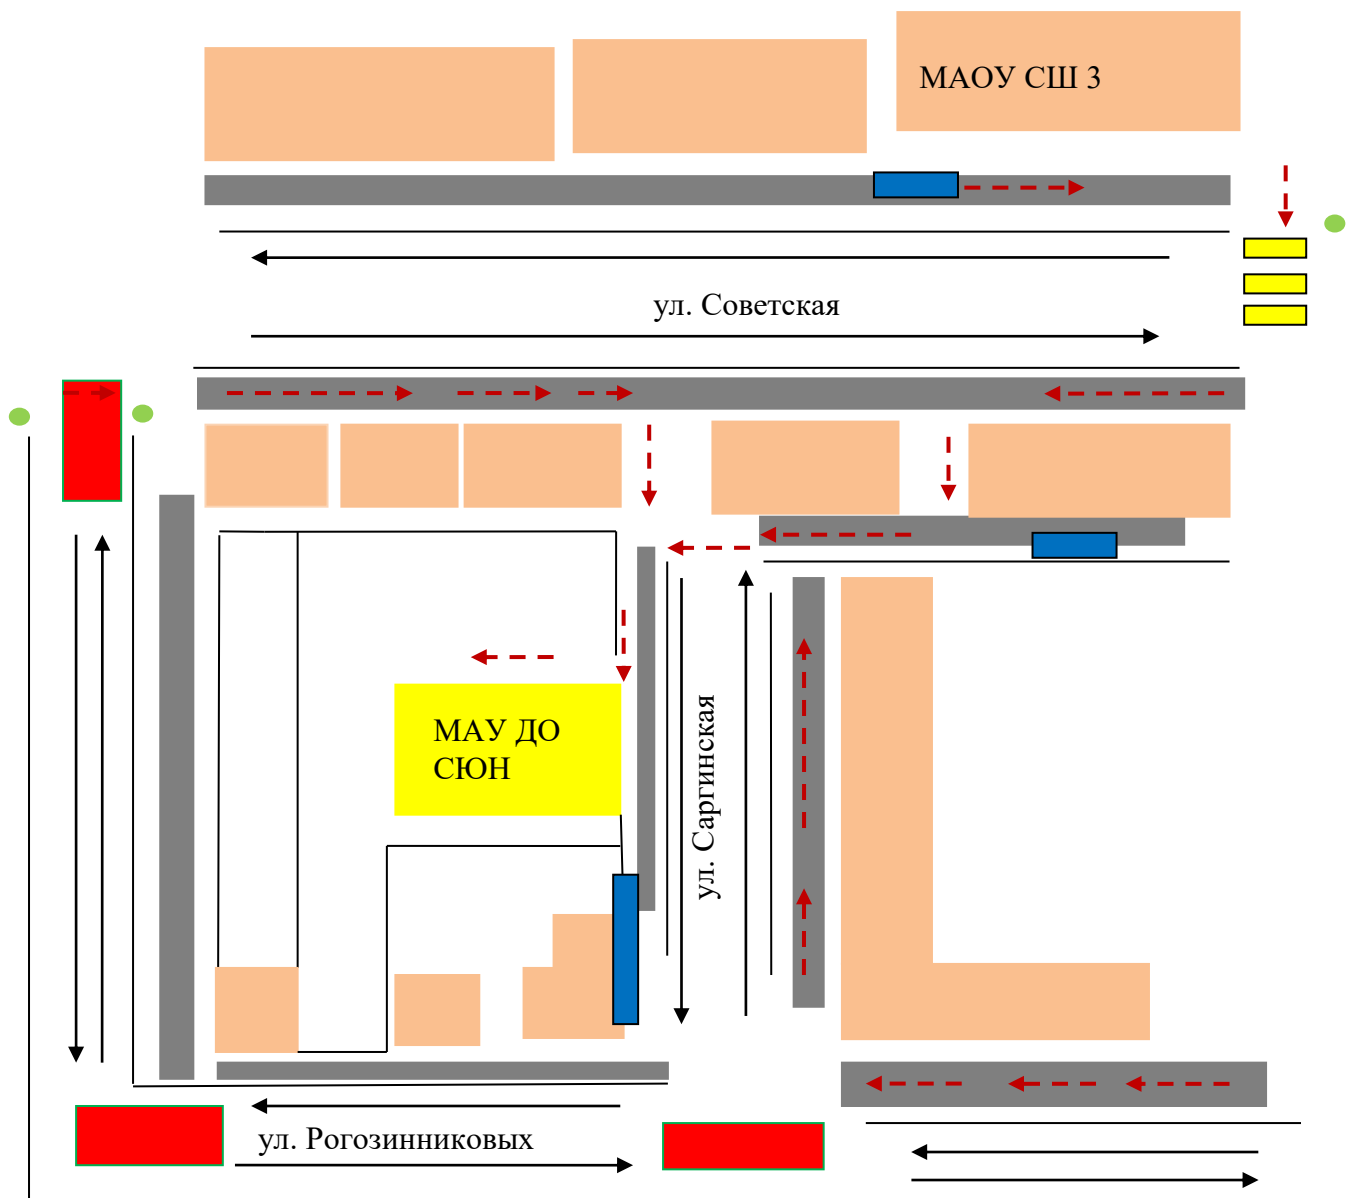 МАОУ СШ 3
ул. Советская
МАУ ДО
СЮН
ул. Саргинская
ул. Рогозинниковых